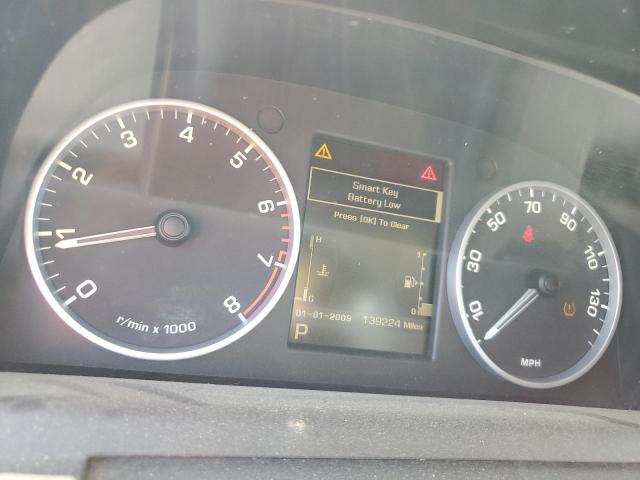 0
1
2
3
4
5
6
7
8
r/min x 1000
Smart Key
Battery Low
Press [OK] To Clear
H
C
1
0
01-01-2009 139224 Miles
P
10
30
50
70
90
110
130
MPH